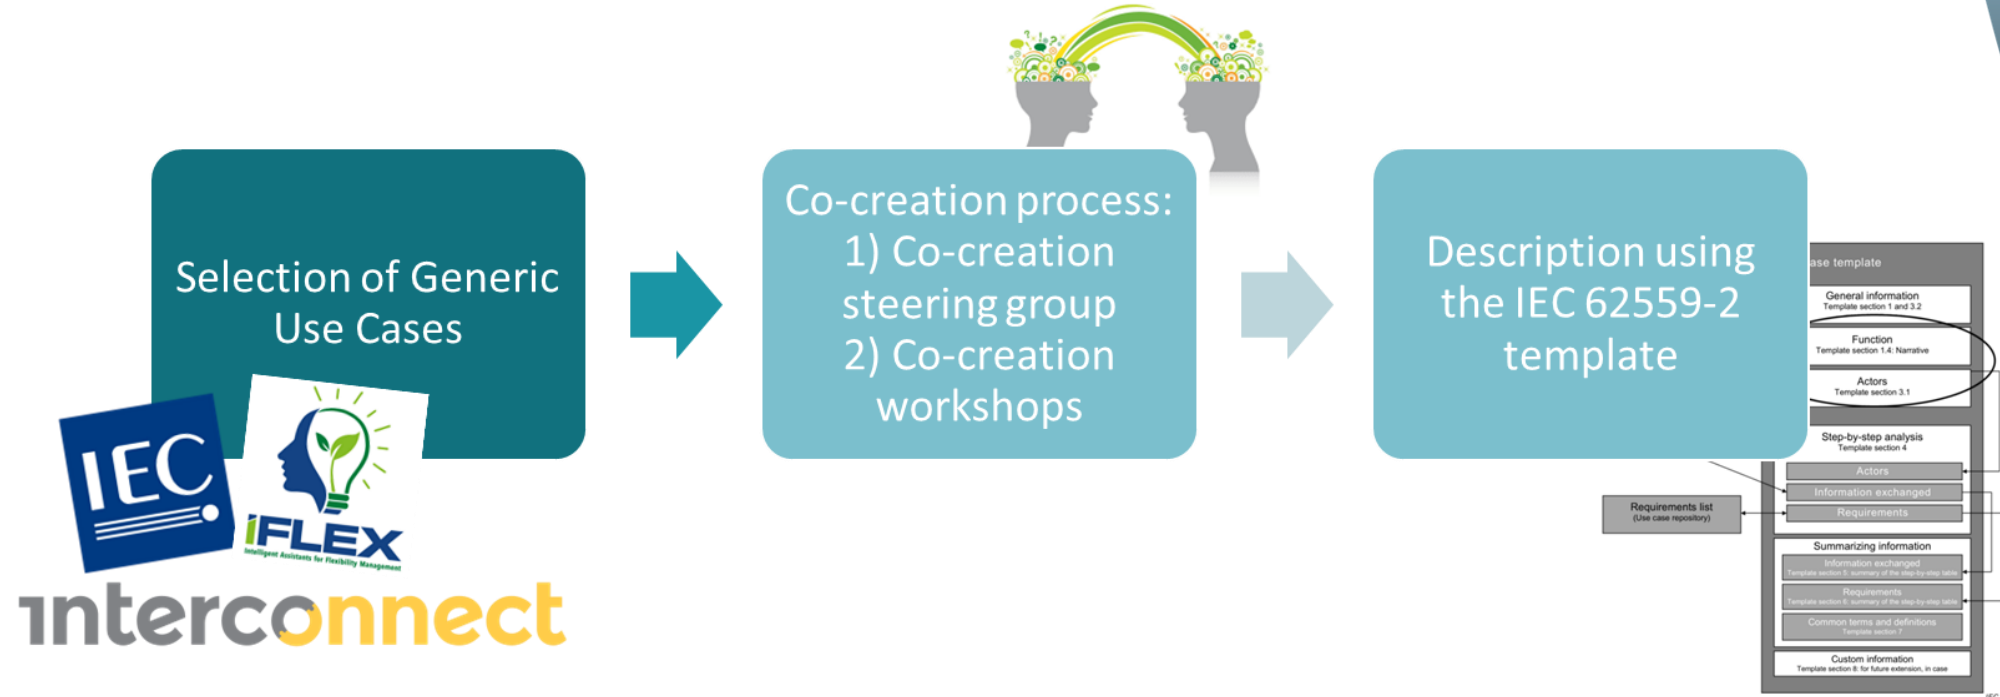 Selection of Generic
Use Cases
IEC
iFLEX
Intelligent Assistants for Flexibility Management
interconnect
Co-creation process:
1) Co-creation
steering group
2) Co-creation
workshops
Description using
the IEC 62559-2
template
ase template
General information
Template section 1 and 3.2
Function
Template section 1.4: Narrative
Actors
Template section 3.1
Step-by-step analysis
Template section 4
Actors
Information exchanged
Requirements
Requirements list
(Use case repository)
Summarizing information
Information exchanged
Template section 5: summary of the step-by-step table
Requirements
Template section 6: summary of the step-by-step table
Common terms and definitions
Template section 7
Custom information
Template section 8: for future extension, in case